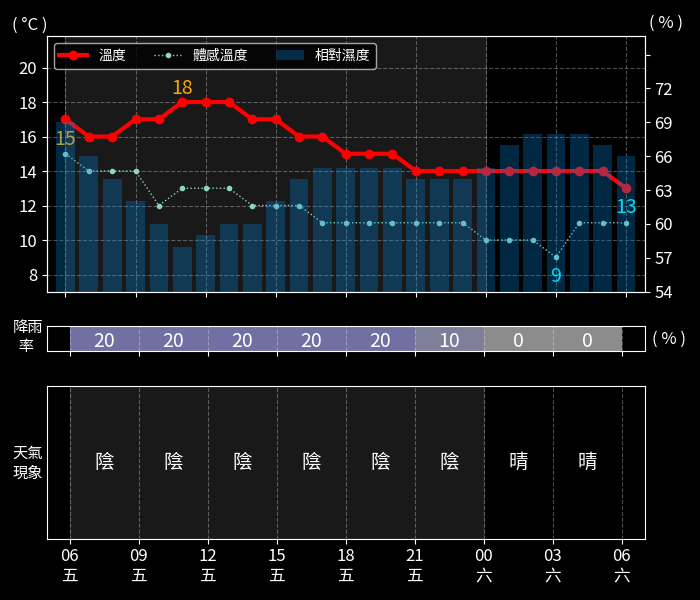 ( °C )
( % )
溫度
體感溫度
相對濕度
20
18
16
14
12
10
8
72
69
66
63
60
57
54
15
18
13
9
降雨率
20 20 20 20 20 10 0 0
( % )
天氣現象
陰 陰 陰 陰 陰 陰 晴 晴
06 09 12 15 18 21 00 03 06
五 五 五 五 五 五 六 六 六